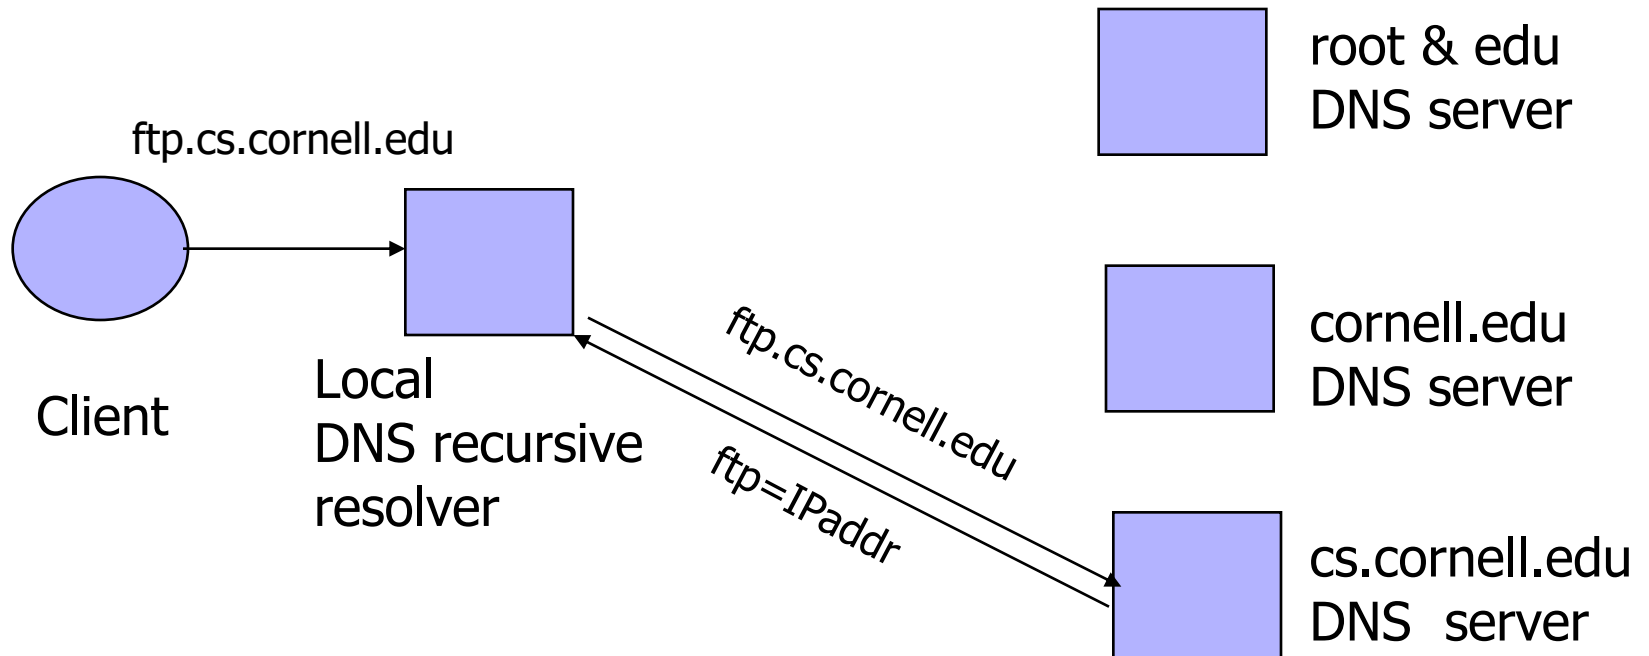 root & edu
DNS server
ftp.cs.cornell.edu
Client
Local
DNS recursive
resolver
ftp.cs.cornell.edu
ftp=IPaddr
cornell.edu
DNS server
cs.cornell.edu
DNS server